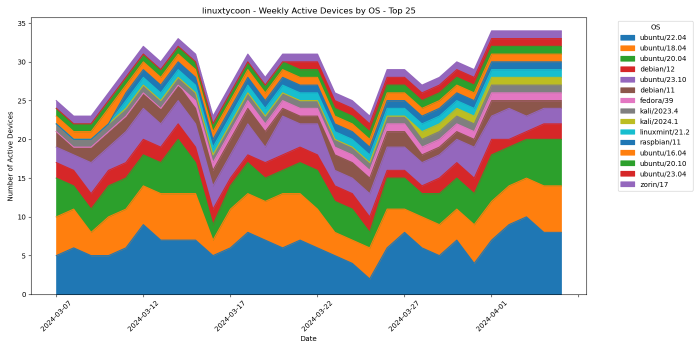 linuxtycoon - Weekly Active Devices by OS - Top 25
Number of Active Devices
35
30
25
20
15
10
5
0
2024-03-07
2024-03-12
2024-03-17
2024-03-22
2024-03-27
2024-04-01
Date
OS
ubuntu/22.04
ubuntu/18.04
ubuntu/20.04
debian/12
ubuntu/23.10
debian/11
fedora/39
kali/2023.4
kali/2024.1
linuxmint/21.2
raspbian/11
ubuntu/16.04
ubuntu/20.10
ubuntu/23.04
zorin/17